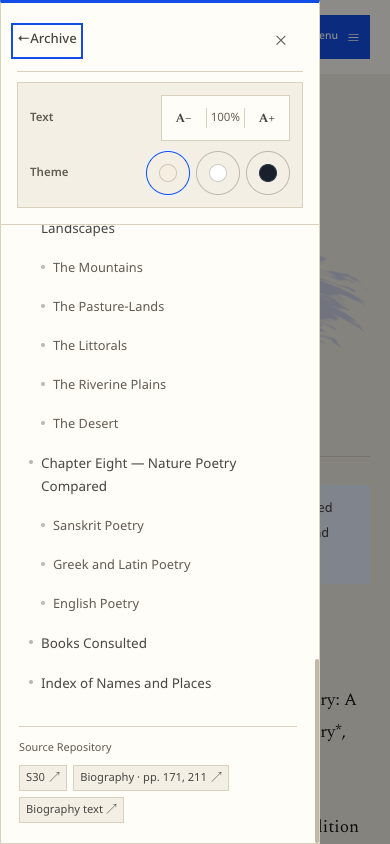 ←Archive
×
enu
Text
A−
100%
A+
Theme
Landscapes
The Mountains
The Pasture-Lands
The Littorals
The Riverine Plains
The Desert
Chapter Eight — Nature Poetry
Compared
Sanskrit Poetry
Greek and Latin Poetry
English Poetry
Books Consulted
Index of Names and Places
Source Repository
S30 ↗
Biography · pp. 171, 211 ↗
Biography text ↗
ed
nd
ry: A
ry*,
lition